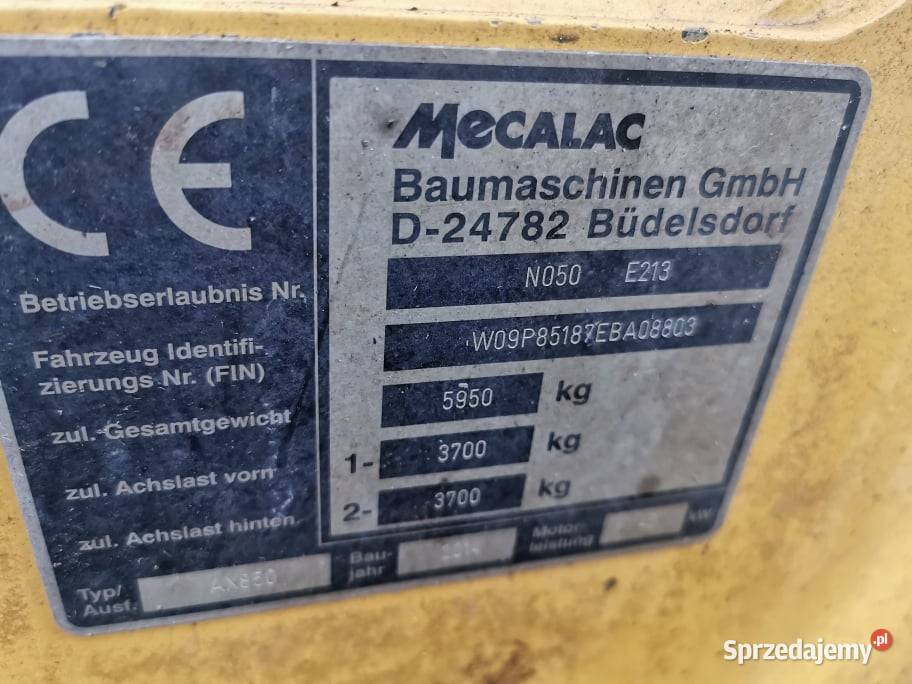 CE
MECALAC
Baumaschinen GmbH
D-24782 Büdelsdorf
Betriebserlaubnis Nr. N050 E213
Fahrzeug Identifi-
zierungs Nr. (FIN) W09P85187EBA08803
zul. Gesamtgewicht 5950 kg
zul. Achslast vorn 1- 3700 kg
zul. Achslast hinten 2- 3700 kg
Typ/
Ausf. AX850
Bau-
jahr 2014
Motor-
leistung kW
Sprzedajemy.pl